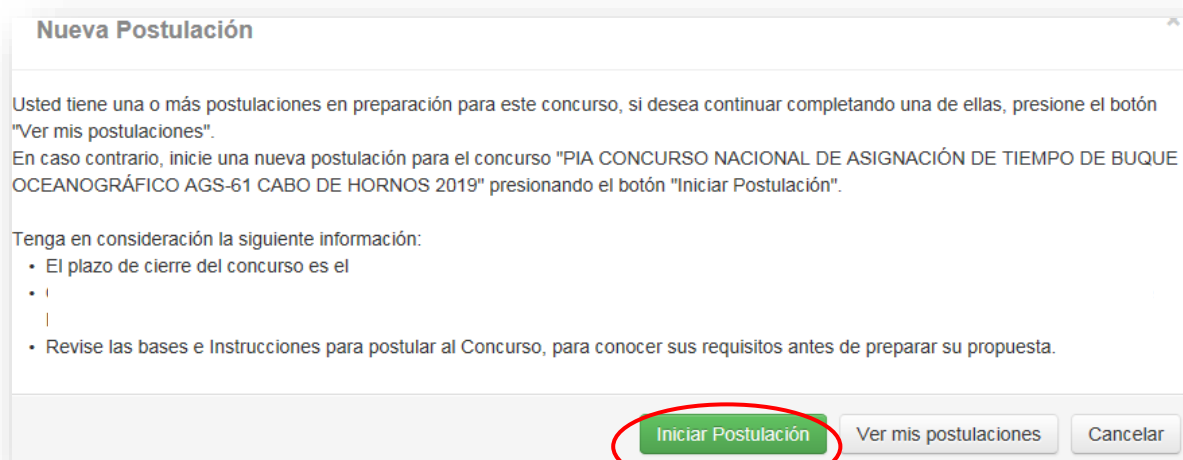 Nueva Postulación
Usted tiene una o más postulaciones en preparación para este concurso, si desea continuar completando una de ellas, presione el botón
"Ver mis postulaciones".
En caso contrario, inicie una nueva postulación para el concurso "PIA CONCURSO NACIONAL DE ASIGNACIÓN DE TIEMPO DE BUQUE
OCEANOGRÁFICO AGS-61 CABO DE HORNOS 2019" presionando el botón "Iniciar Postulación".
Tenga en consideración la siguiente información:
• El plazo de cierre del concurso es el
•
• Revise las bases e Instrucciones para postular al Concurso, para conocer sus requisitos antes de preparar su propuesta.
Iniciar Postulación Ver mis postulaciones Cancelar